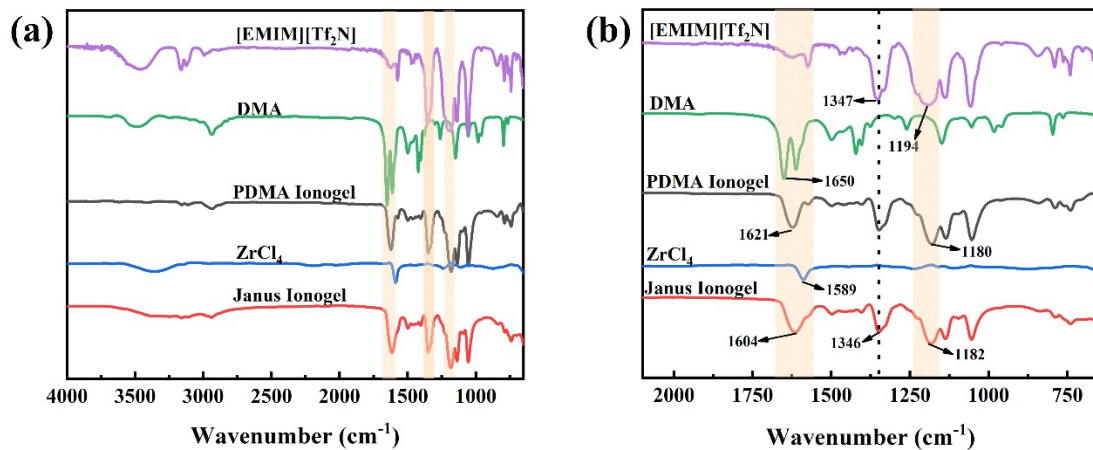 (a)
[EMIM][Tf₂N]
DMA
PDMA Ionogel
ZrCl₄
Janus Ionogel
4000 3500 3000 2500 2000 1500 1000
Wavenumber (cm⁻¹)
(b)
[EMIM][Tf₂N]
1347
DMA
1194
1650
PDMA Ionogel
1621
1180
ZrCl₄
1589
Janus Ionogel
1604
1346
1182
2000 1750 1500 1250 1000 750
Wavenumber (cm⁻¹)